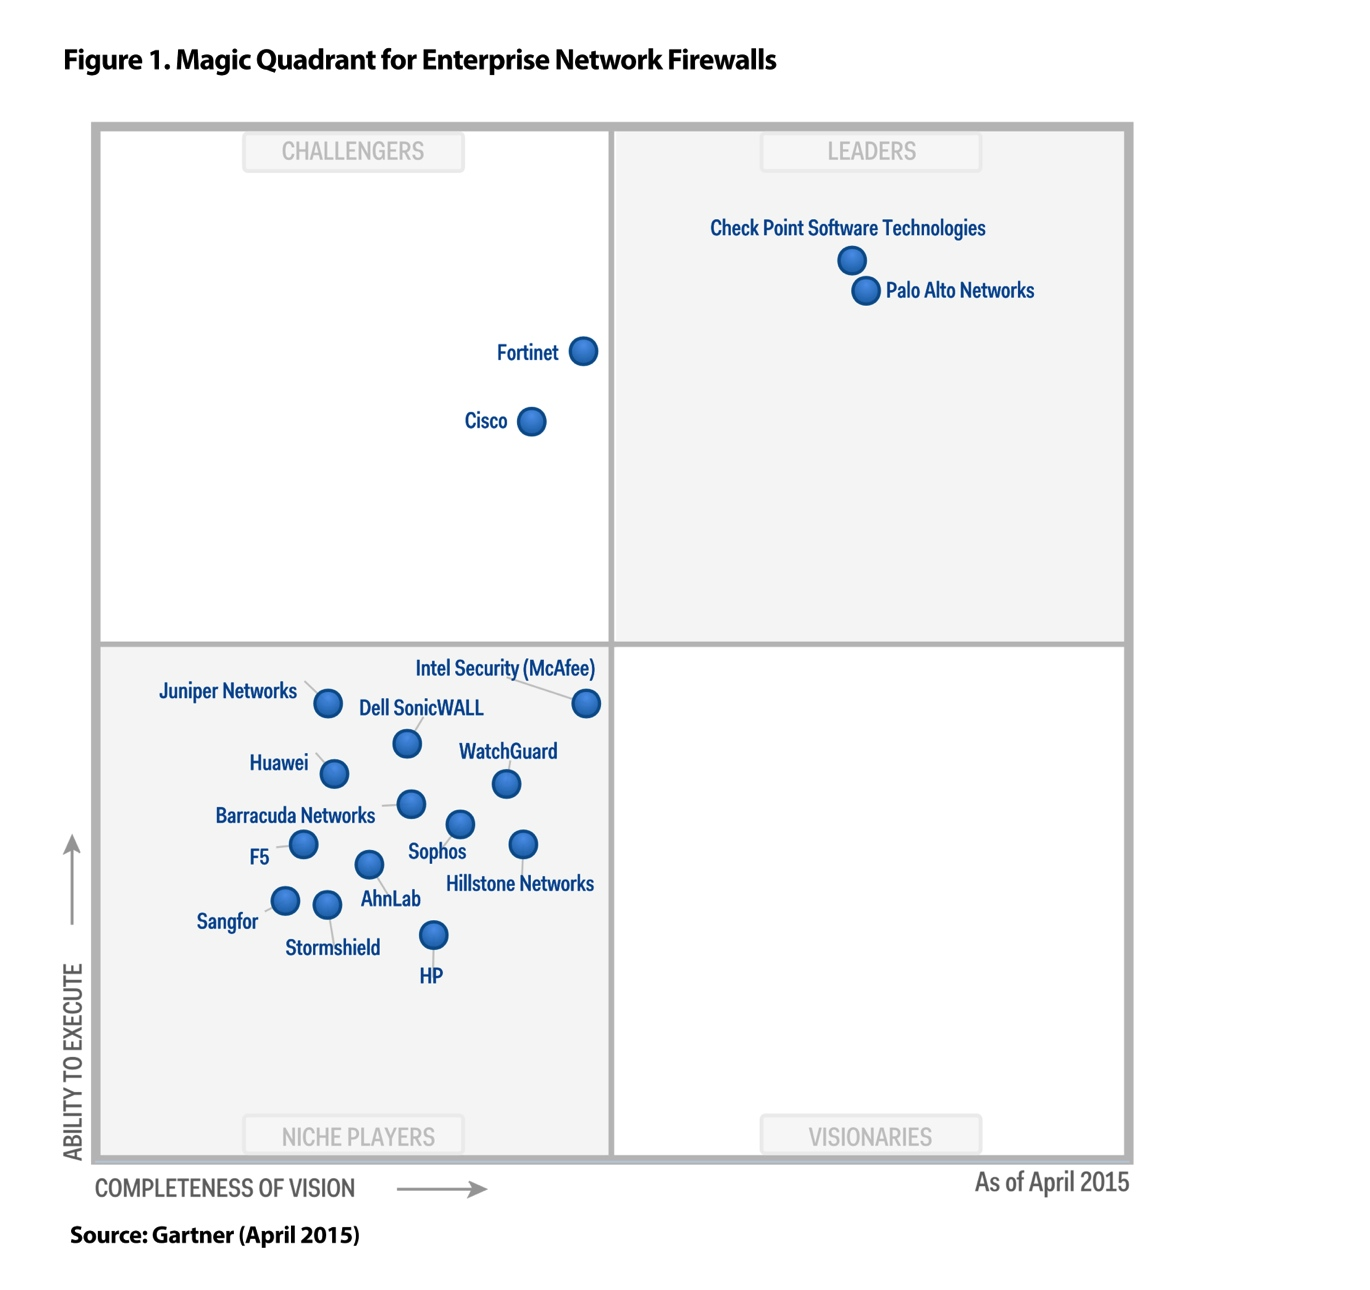 Figure 1. Magic Quadrant for Enterprise Network Firewalls
CHALLENGERS
LEADERS
Check Point Software Technologies
Palo Alto Networks
Fortinet
Cisco
Intel Security (McAfee)
Juniper Networks
Dell SonicWALL
WatchGuard
Huawei
Barracuda Networks
Sophos
F5
Hillstone Networks
AhnLab
Sangfor
Stormshield
HP
ABILITY TO EXECUTE
NICHE PLAYERS
VISIONARIES
COMPLETENESS OF VISION
As of April 2015
Source: Gartner (April 2015)